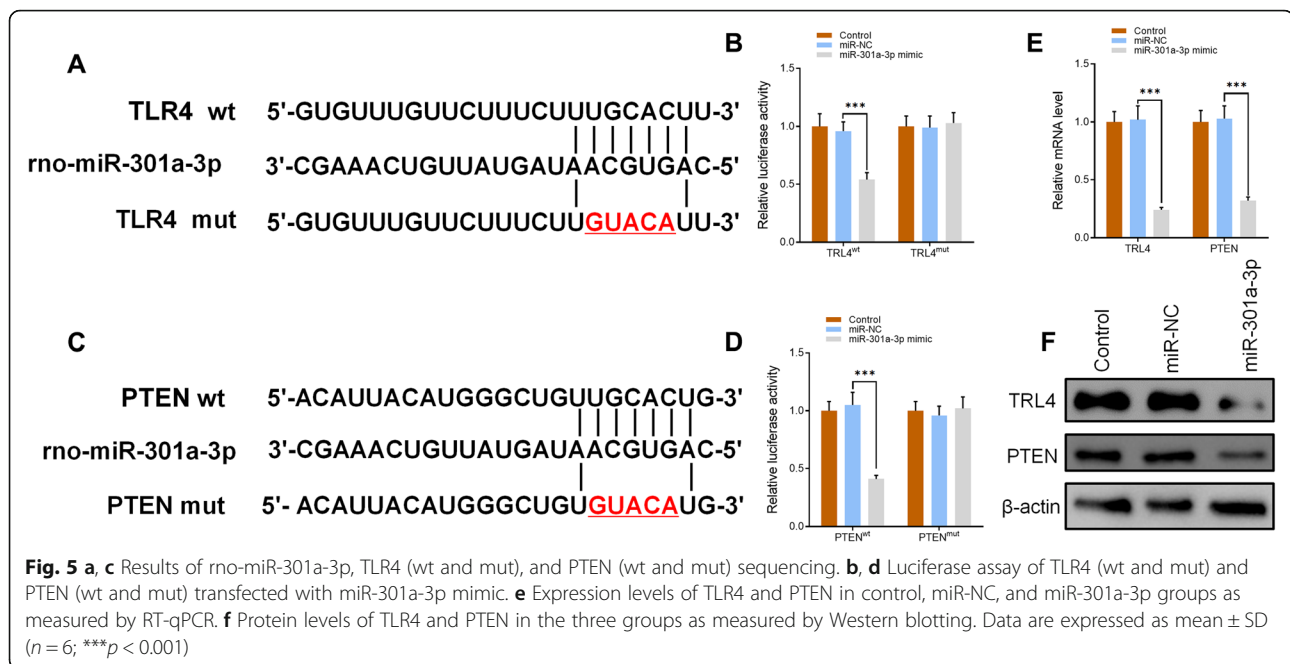 A
TLR4 wt 5'-GUGUUUGUUCUUUCUUUGCACUU-3'
rno-miR-301a-3p 3'-CGAAACUGUUAUGAUAACGUGAC-5'
TLR4 mut 5'-GUGUUUGUUCUUUCUUGUACAUU-3'
B
Control
miR-NC
miR-301a-3p mimic
Relative luciferase activity
1.5
1.0
0.5
0.0
***
TRL4wt TRL4mut
E
Control
miR-NC
miR-301a-3p mimic
Relative mRNA level
1.5
1.0
0.5
0.0
***
***
TRL4 PTEN
C
PTEN wt 5'-ACAUUACAUGGGCUGUUGCACUG-3'
rno-miR-301a-3p 3'-CGAAACUGUUAUGAUAACGUGAC-5'
PTEN mut 5'- ACAUUACAUGGGCUGUGUACAUG-3'
D
Control
miR-NC
miR-301a-3p mimic
Relative luciferase activity
1.5
1.0
0.5
0.0
***
PTENwt PTENmut
F
Control
miR-NC
miR-301a-3p
TRL4
PTEN
β-actin
Fig. 5 a, c Results of rno-miR-301a-3p, TLR4 (wt and mut), and PTEN (wt and mut) sequencing. b, d Luciferase assay of TLR4 (wt and mut) and
PTEN (wt and mut) transfected with miR-301a-3p mimic. e Expression levels of TLR4 and PTEN in control, miR-NC, and miR-301a-3p groups as
measured by RT-qPCR. f Protein levels of TLR4 and PTEN in the three groups as measured by Western blotting. Data are expressed as mean ± SD
(n = 6; ***p < 0.001)